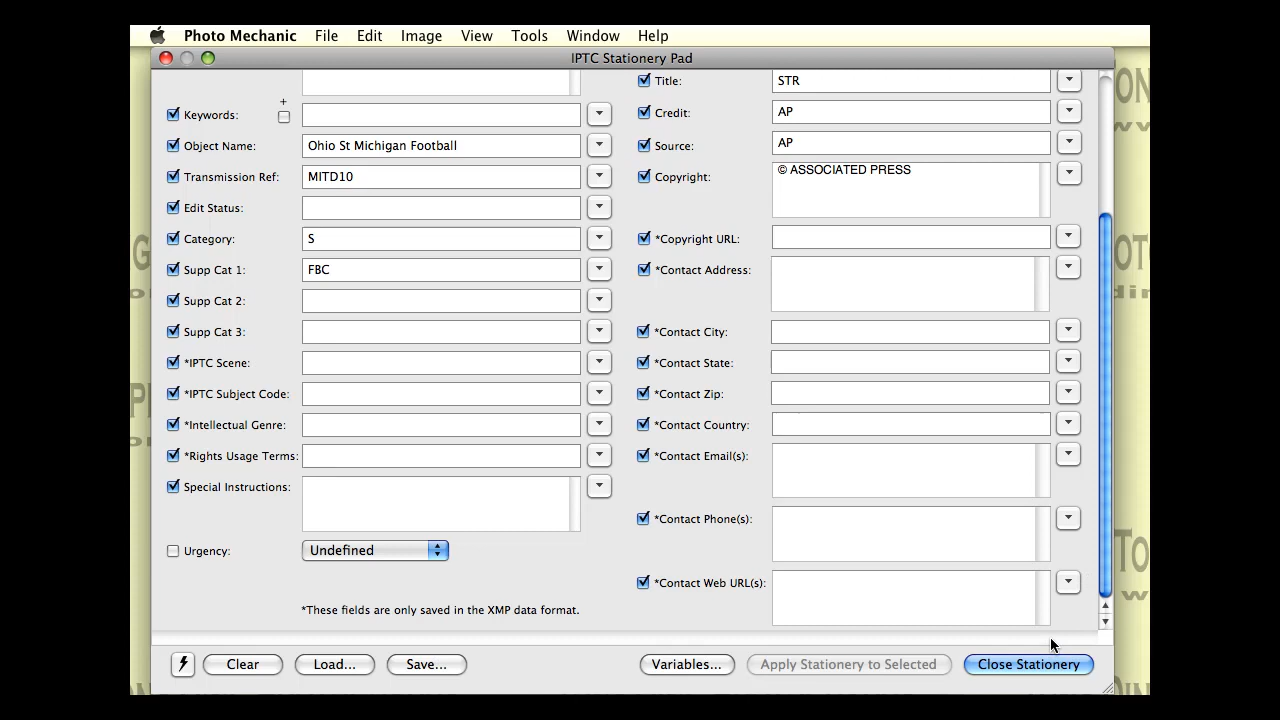 Photo Mechanic File Edit Image View Tools Window Help
IPTC Stationery Pad
Title: STR
+
Keywords:
Credit: AP
Object Name: Ohio St Michigan Football
Source: AP
Transmission Ref: MITD10
Copyright: © ASSOCIATED PRESS
Edit Status:
Category: S
*Copyright URL:
Supp Cat 1: FBC
*Contact Address:
Supp Cat 2:
Supp Cat 3:
*Contact City:
*IPTC Scene:
*Contact State:
*IPTC Subject Code:
*Contact Zip:
*Intellectual Genre:
*Contact Country:
*Rights Usage Terms:
*Contact Email(s):
Special Instructions:
*Contact Phone(s):
Urgency: Undefined
*Contact Web URL(s):
*These fields are only saved in the XMP data format.
Clear Load... Save... Variables... Apply Stationery to Selected Close Stationery